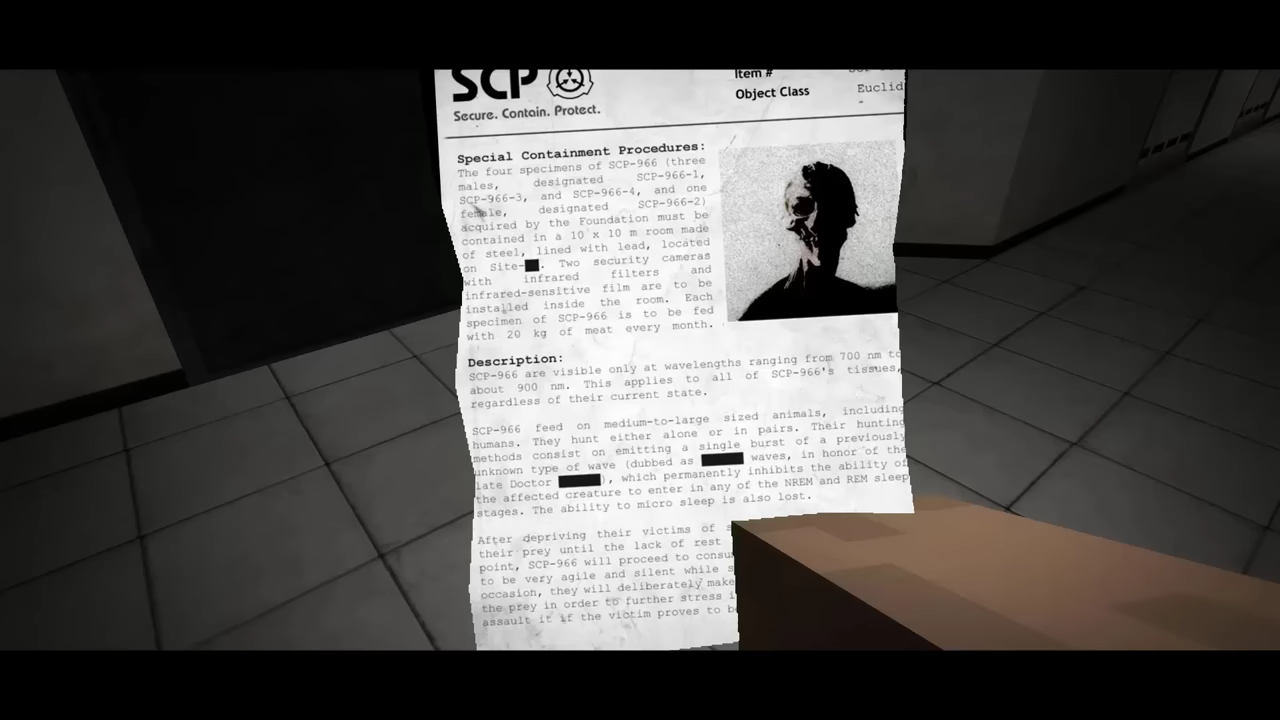 SCP
Item #
Object Class
Euclid
Secure. Contain. Protect.
Special Containment Procedures:
The four specimens of SCP-966 (three
males, designated SCP-966-1,
SCP-966-3, and SCP-966-4, and one
female, designated SCP-966-2)
acquired by the Foundation must be
contained in a 10 x 10 m room made
of steel, lined with lead, located
on Site-
. Two security cameras
with infrared filters and
infrared-sensitive film are to be
installed inside the room. Each
specimen of SCP-966 is to be fed
with 20 kg of meat every month.
Description:
SCP-966 are visible only at wavelengths ranging from 700 nm to
about 900 nm. This applies to all of SCP-966's tissues,
regardless of their current state.
SCP-966 feed on medium-to-large sized animals, including
humans. They hunt either alone or in pairs. Their hunting
methods consist on emitting a single burst of a previously
unknown type of wave (dubbed as waves, in honor of the
late Doctor ), which permanently inhibits the ability of
the affected creature to enter in any of the NREM and REM sleep
stages. The ability to micro sleep is also lost.
After depriving their victims of
their prey until the lack of rest
point, SCP-966 will proceed to
to be very agile and silent while
occasion, they will deliberately make
the prey in order to further stress
assault it if the victim proves to